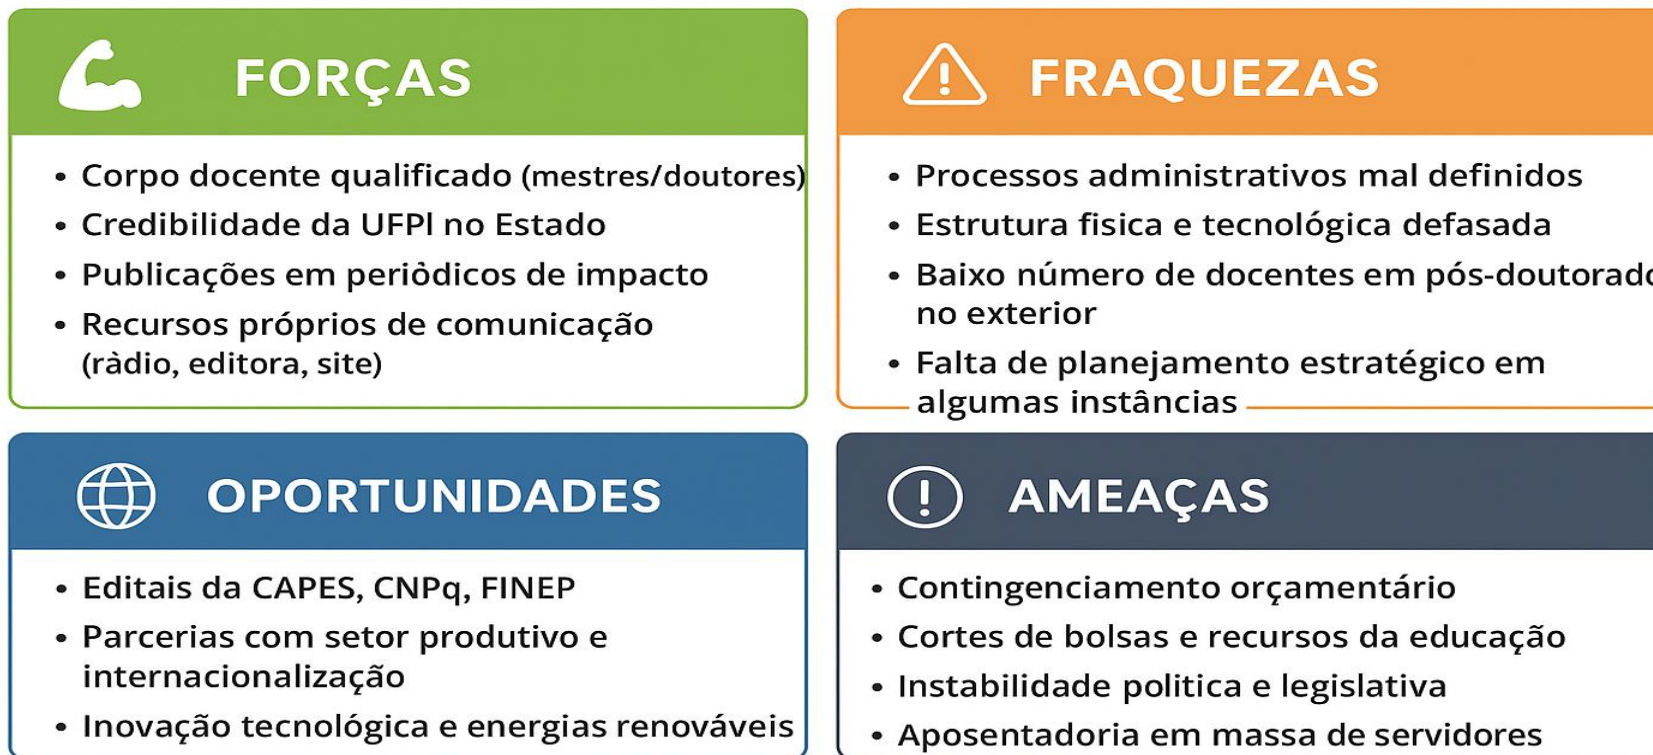 FORÇAS
• Corpo docente qualificado (mestres/doutores)
• Credibilidade da UFPl no Estado
• Publicações em periòdicos de impacto
• Recursos próprios de comunicação
(ràdio, editora, site)
FRAQUEZAS
• Processos administrativos mal definidos
• Estrutura fisica e tecnológica defasada
• Baixo número de docentes em pós-doutorado
no exterior
• Falta de planejamento estratégico em
algumas instâncias
OPORTUNIDADES
• Editais da CAPES, CNPq, FINEP
• Parcerias com setor produtivo e
internacionalização
• Inovação tecnológica e energias renováveis
AMEAÇAS
• Contingenciamento orçamentário
• Cortes de bolsas e recursos da educação
• Instabilidade politica e legislativa
• Aposentadoria em massa de servidores